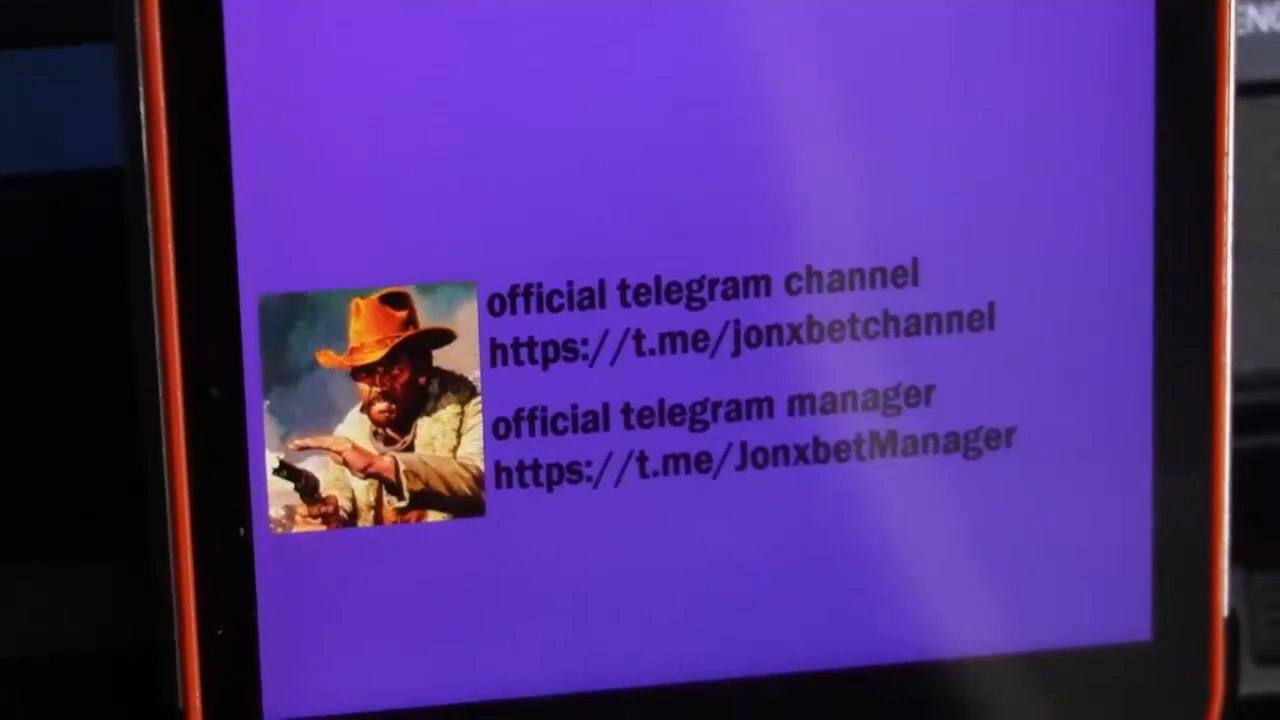 official telegram channel
https://t.me/jonxbetchannel
official telegram manager
https://t.me/JonxbetManager